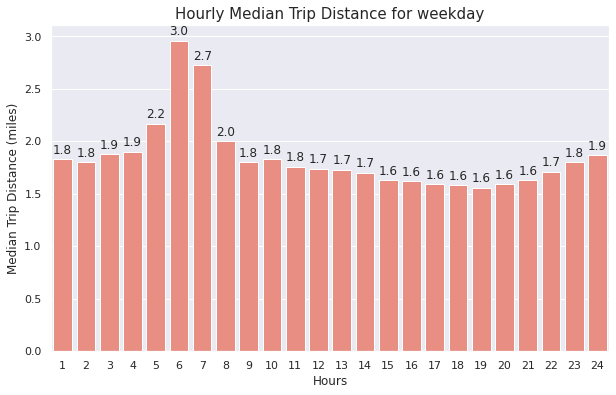 Hourly Median Trip Distance for weekday
Median Trip Distance (miles)
3.0
2.5
2.0
1.5
1.0
0.5
0.0
1.8 1.8 1.9 1.9 2.2 3.0 2.7 2.0 1.8 1.8 1.8 1.7 1.7 1.7 1.6 1.6 1.6 1.6 1.6 1.6 1.6 1.7 1.8 1.9
1 2 3 4 5 6 7 8 9 10 11 12 13 14 15 16 17 18 19 20 21 22 23 24
Hours